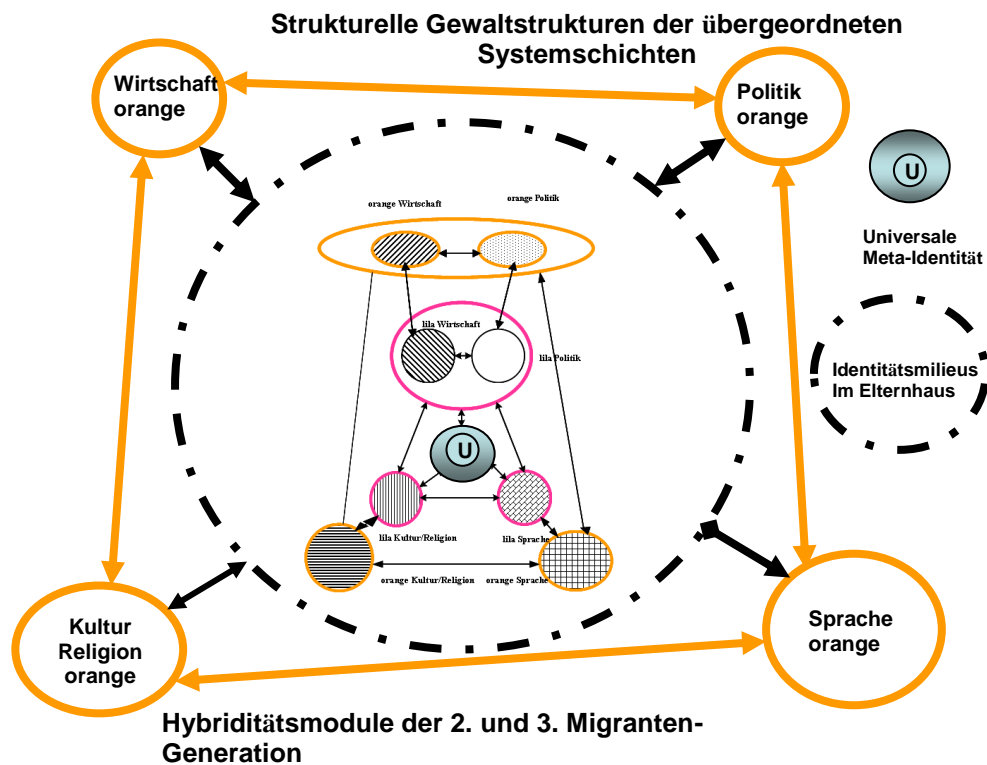 Strukturelle Gewaltstrukturen der übergeordneten
Systemschichten
Wirtschaft
orange
Politik
orange
U
Universale
Meta-Identität
orange Wirtschaft
orange Politik
lila Wirtschaft
lila Politik
Identitätsmilieus
Im Elternhaus
U
lila Kultur/Religion
lila Sprache
orange Kultur/Religion
orange Sprache
Kultur
Religion
orange
Sprache
orange
Hybriditätsmodule der 2. und 3. Migranten-
Generation